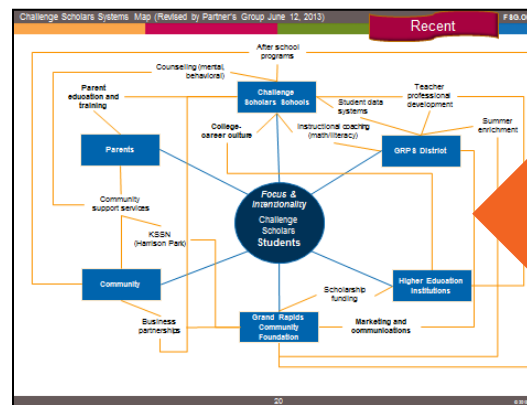 Challenge Scholars Systems Map (Revised by Partner's Group June 12, 2013)
Recent
FSG.O
After school
programs
Counseling (mental,
behavioral)
Parent
education and
training
Challenge
Scholars Schools
Student data
systems
Teacher
professional
development
Summer
enrichment
College-
career culture
Instructional coaching
(math/literacy)
Parents
GRPS District
Focus &
Intentionality
Challenge
Scholars
Students
Community
support services
KSSN
(Harrison Park)
Community
Higher Education
Institutions
Scholarship
funding
Business
partnerships
Grand Rapids
Community
Foundation
Marketing and
communications
20